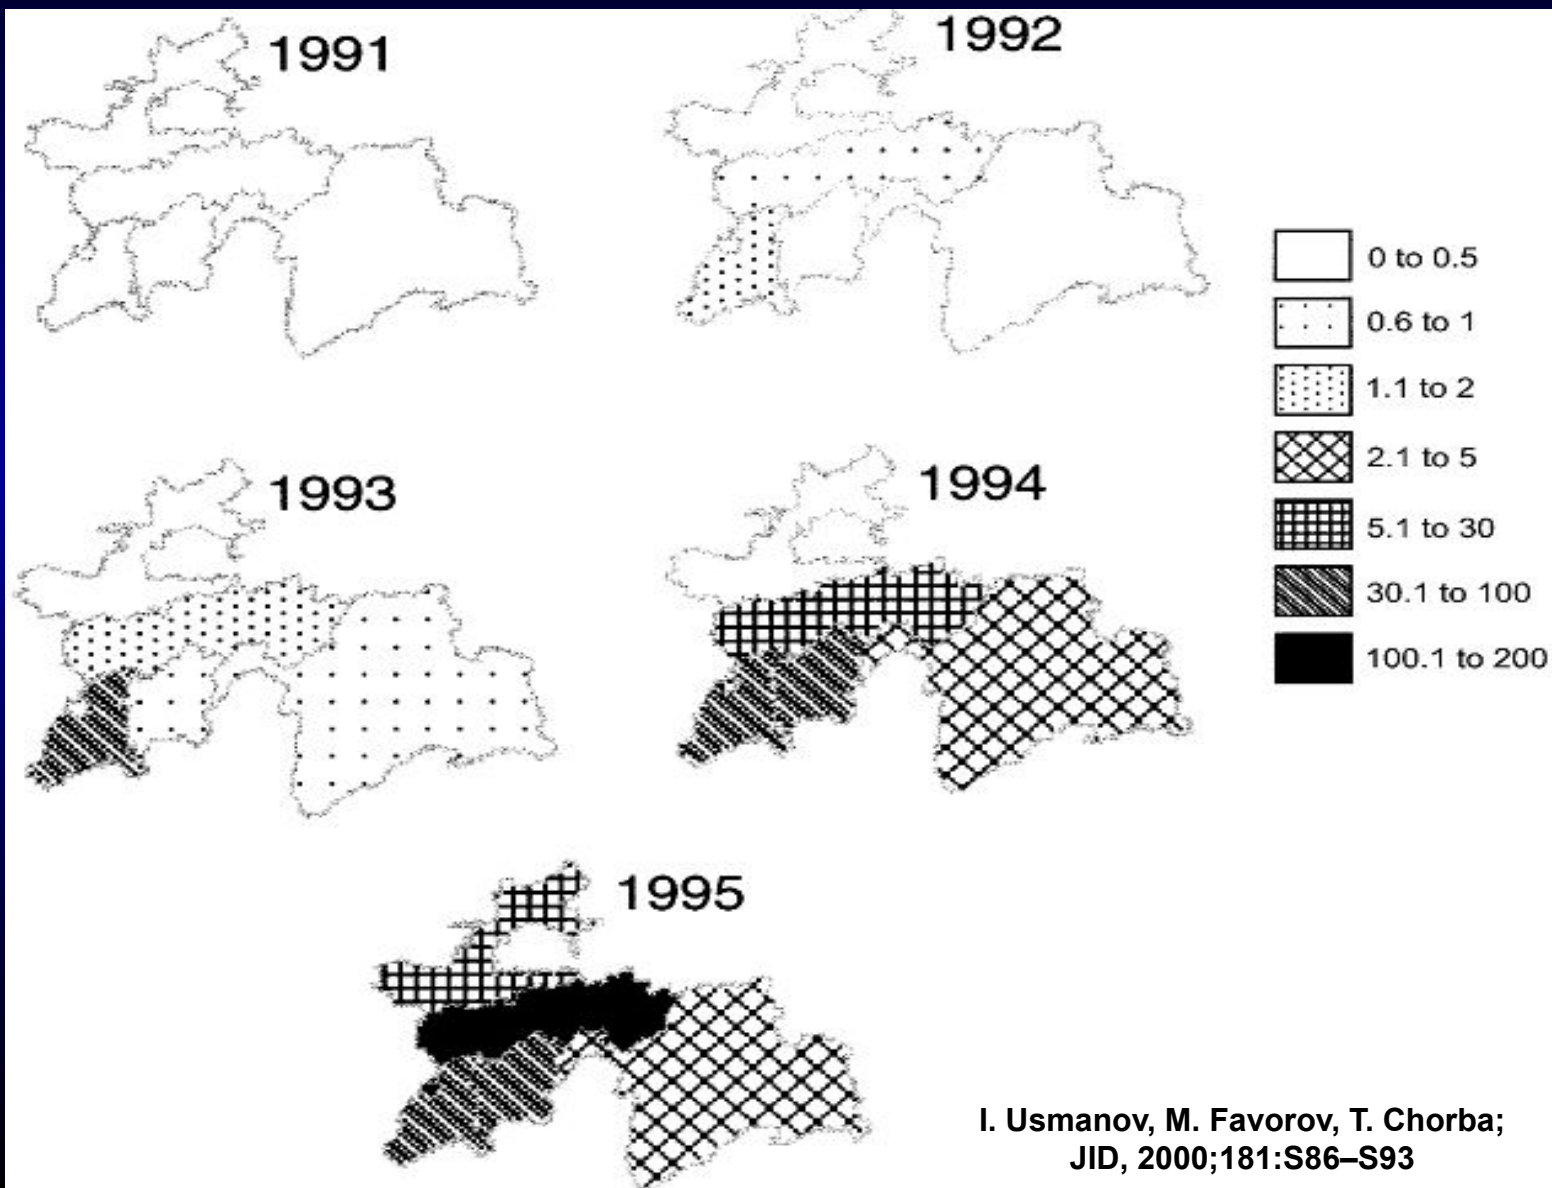 1991
1992
0 to 0.5
0.6 to 1
1.1 to 2
2.1 to 5
5.1 to 30
30.1 to 100
100.1 to 200
1993
1994
1995
I. Usmanov, M. Favorov, T. Chorba;
JID, 2000;181:S86–S93